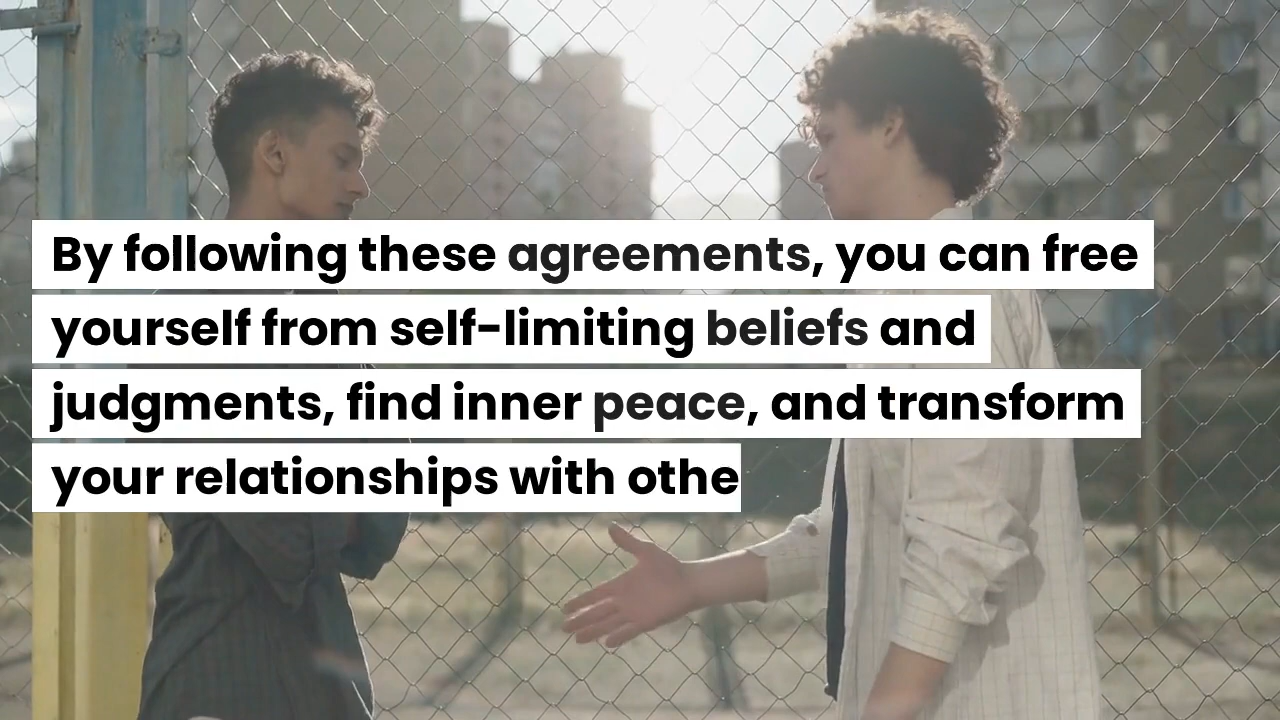 By following these agreements, you can free
yourself from self-limiting beliefs and
judgments, find inner peace, and transform
your relationships with othe